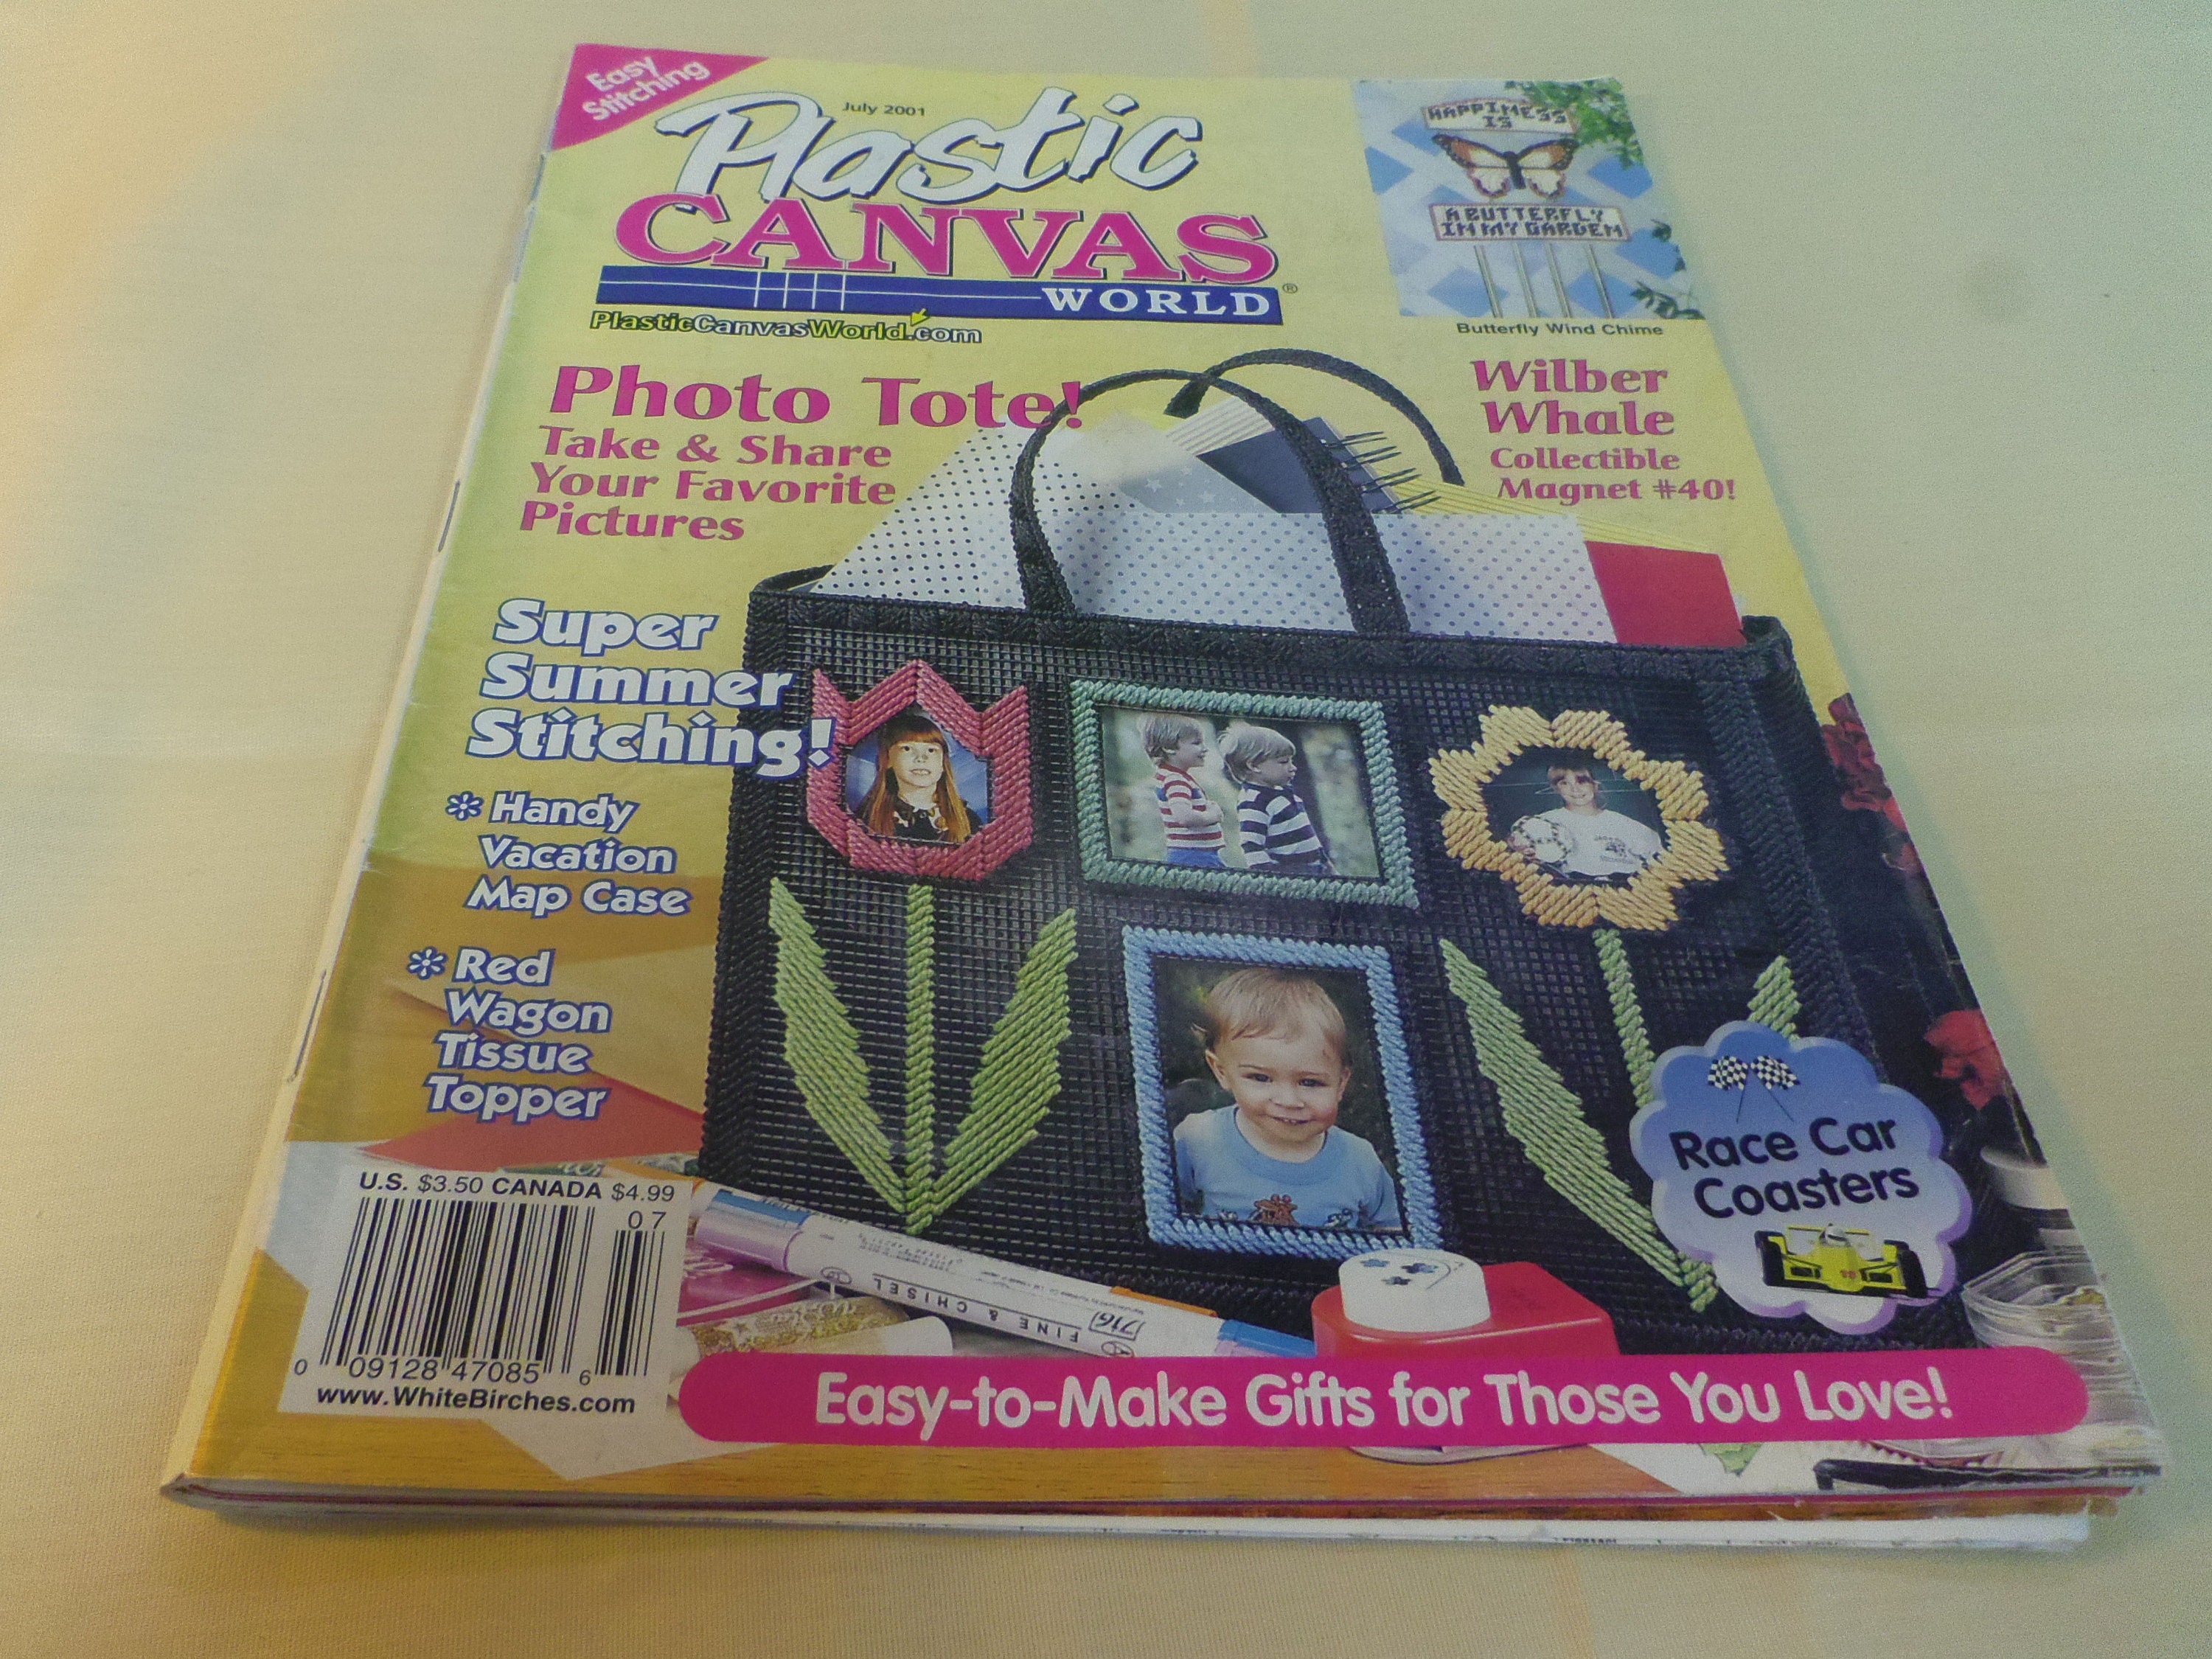 Easy
Stitching
July 2001
Plastic
CANVAS
WORLD®
PlasticCanvasWorld.com
HAPPINESS
IS
A BUTTERFLY
IN MY GARDEN
Butterfly Wind Chime
Photo Tote!
Take & Share
Your Favorite
Pictures
Wilber
Whale
Collectible
Magnet #40!
Super
Summer
Stitching!
Handy
Vacation
Map Case
Red
Wagon
Tissue
Topper
Race Car
Coasters
U.S. $3.50 CANADA $4.99
07
0 09128 47085 6
www.WhiteBirches.com
FINE & CHISEL
716
Easy-to-Make Gifts for Those You Love!